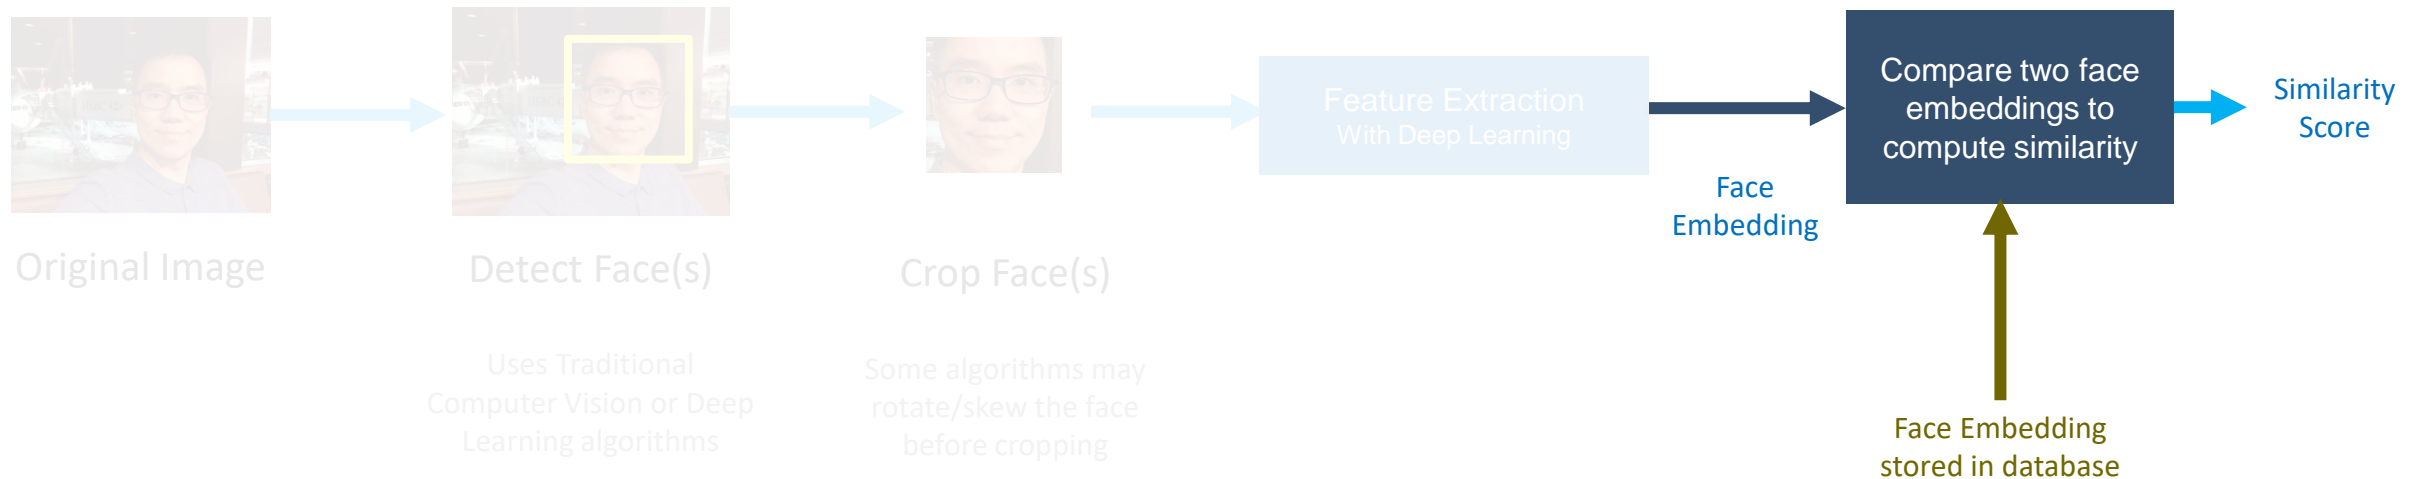 Original Image
Detect Face(s)
Uses Traditional
Computer Vision or Deep
Learning algorithms
Crop Face(s)
Some algorithms may
rotate/skew the face
before cropping
Feature Extraction
With Deep Learning
Face
Embedding
Compare two face
embeddings to
compute similarity
Face Embedding
stored in database
Similarity
Score